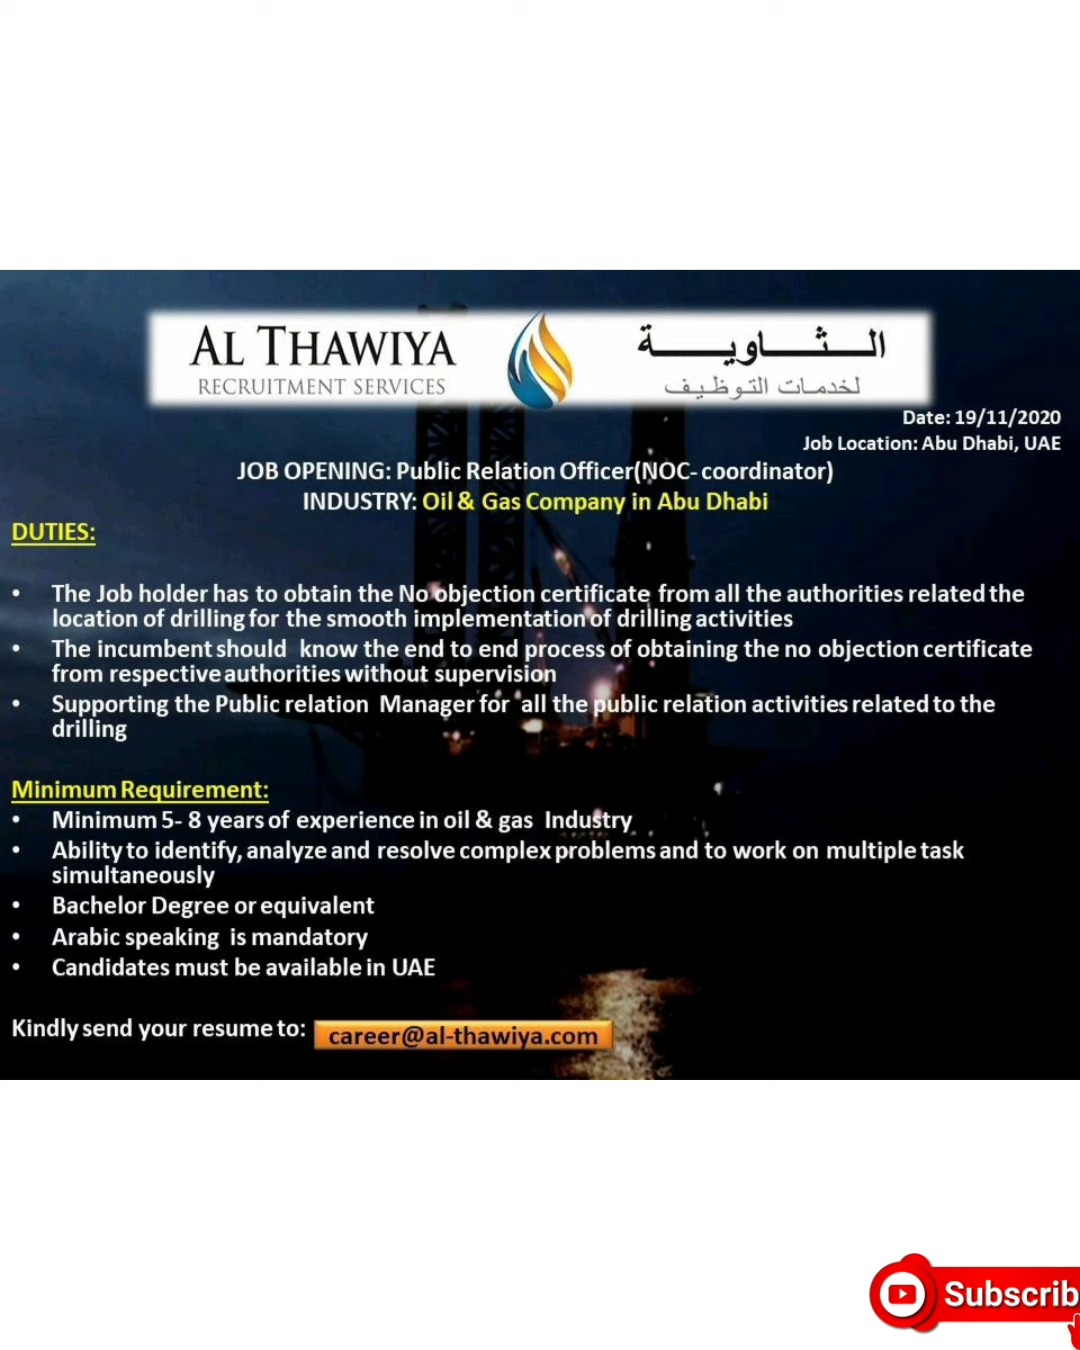 AL THAWIYA
RECRUITMENT SERVICES
الثاوية
لخدمات التوظيف
Date: 19/11/2020
Job Location: Abu Dhabi, UAE
JOB OPENING: Public Relation Officer(NOC- coordinator)
INDUSTRY: Oil & Gas Company in Abu Dhabi
DUTIES:
• The Job holder has to obtain the No objection certificate from all the authorities related the
location of drilling for the smooth implementation of drilling activities
• The incumbent should know the end to end process of obtaining the no objection certificate
from respective authorities without supervision
• Supporting the Public relation Manager for all the public relation activities related to the
drilling
Minimum Requirement:
• Minimum 5- 8 years of experience in oil & gas Industry
• Ability to identify, analyze and resolve complex problems and to work on multiple task
simultaneously
• Bachelor Degree or equivalent
• Arabic speaking is mandatory
• Candidates must be available in UAE
Kindly send your resume to: career@al-thawiya.com
Subscrib